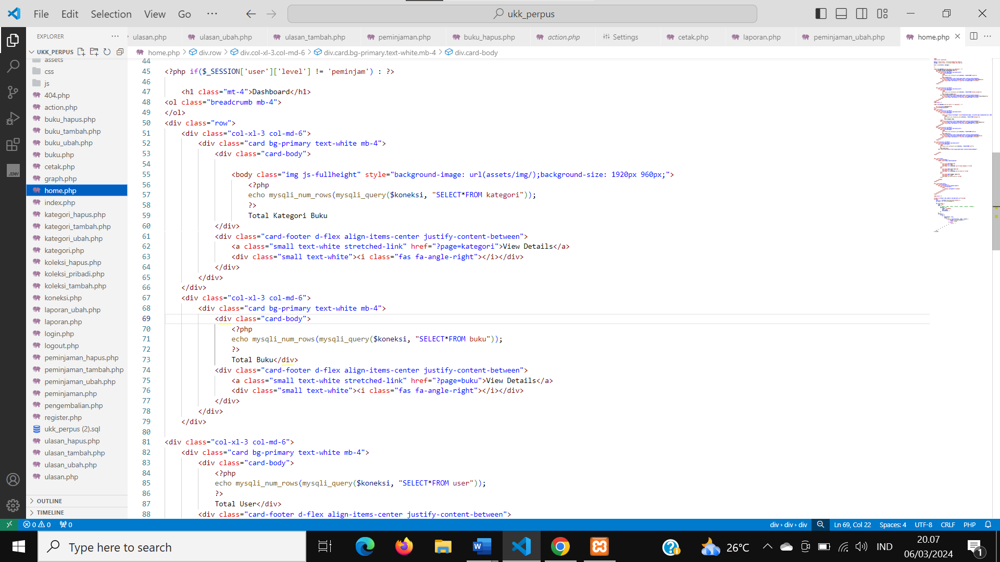 File Edit Selection View Go ··· ukk_perpus
EXPLORER ···
ulasan.php ulasan_ubah.php ulasan_tambah.php peminjaman.php buku_hapus.php action.php Settings cetak.php laporan.php peminjaman_ubah.php home.php ···
UKK_PERPUS
home.php > div.row > div.col-xl-3.col-md-6 > div.card.bg-primary.text-white.mb-4 > div.card-body
assets
css
js
404.php
action.php
buku_hapus.php
buku_tambah.php
buku_ubah.php
buku.php
cetak.php
graph.php
home.php
index.php
kategori_hapus.php
kategori_tambah.php
kategori_ubah.php
kategori.php
koleksi_hapus.php
koleksi_pribadi.php
koleksi_tambah.php
koneksi.php
laporan_ubah.php
laporan.php
login.php
logout.php
peminjaman_hapus.php
peminjaman_tambah.php
peminjaman_ubah.php
peminjaman.php
pengembalian.php
register.php
ukk_perpus (2).sql
ulasan_hapus.php
ulasan_tambah.php
ulasan_ubah.php
ulasan.php
OUTLINE
TIMELINE
.ENV
44
45 <?php if($_SESSION['user']['level'] != 'peminjam') : ?>
46
47 <h1 class="mt-4">Dashboard</h1>
48 <ol class="breadcrumb mb-4">
49 </ol>
50 <div class="row">
51 <div class="col-xl-3 col-md-6">
52 <div class="card bg-primary text-white mb-4">
53 <div class="card-body">
54
55 <body class="img js-fullheight" style="background-image: url(assets/img/);background-size: 1920px 960px;">
56 <?php
57 echo mysqli_num_rows(mysqli_query($koneksi, "SELECT*FROM kategori"));
58 ?>
59 Total Kategori Buku
60 </div>
61 <div class="card-footer d-flex align-items-center justify-content-between">
62 <a class="small text-white stretched-link" href="?page=kategori">View Details</a>
63 <div class="small text-white"><i class="fas fa-angle-right"></i></div>
64 </div>
65 </div>
66 </div>
67 <div class="col-xl-3 col-md-6">
68 <div class="card bg-primary text-white mb-4">
69 <div class="card-body">
70 <?php
71 echo mysqli_num_rows(mysqli_query($koneksi, "SELECT*FROM buku"));
72 ?>
73 Total Buku</div>
74 <div class="card-footer d-flex align-items-center justify-content-between">
75 <a class="small text-white stretched-link" href="?page=buku">View Details</a>
76 <div class="small text-white"><i class="fas fa-angle-right"></i></div>
77 </div>
78 </div>
79 </div>
80
81 <div class="col-xl-3 col-md-6">
82 <div class="card bg-primary text-white mb-4">
83 <div class="card-body">
84 <?php
85 echo mysqli_num_rows(mysqli_query($koneksi, "SELECT*FROM user"));
86 ?>
87 Total User</div>
88 <div class="card-footer d-flex align-items-center justify-content-between">
0 0 0 div › div › div Ln 69, Col 22 Spaces: 4 UTF-8 CRLF PHP
Type here to search 26°C IND 20.07
06/03/2024 1